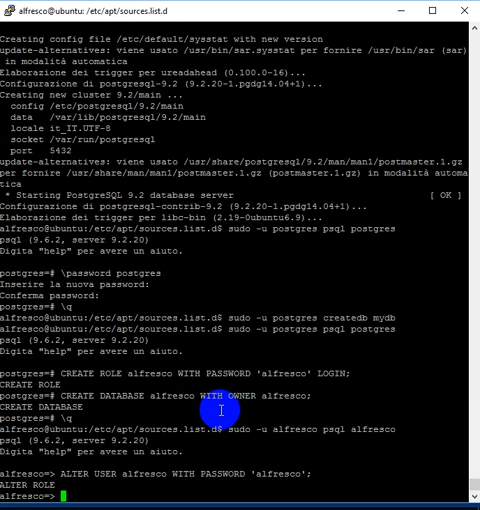 alfresco@ubuntu: /etc/apt/sources.list.d
Creating config file /etc/default/sysstat with new version
update-alternatives: viene usato /usr/bin/sar.sysstat per fornire /usr/bin/sar (sar)
 in modalità automatica
Elaborazione dei trigger per ureadahead (0.100.0-16)...
Configurazione di postgresql-9.2 (9.2.20-1.pgdg14.04+1)...
Creating new cluster 9.2/main ...
  config /etc/postgresql/9.2/main
  data   /var/lib/postgresql/9.2/main
  locale it_IT.UTF-8
  socket /var/run/postgresql
  port   5432
update-alternatives: viene usato /usr/share/postgresql/9.2/man/man1/postmaster.1.gz
per fornire /usr/share/man/man1/postmaster.1.gz (postmaster.1.gz) in modalità automa
tica
 * Starting PostgreSQL 9.2 database server                                    [ OK ]
Configurazione di postgresql-contrib-9.2 (9.2.20-1.pgdg14.04+1)...
Elaborazione dei trigger per libc-bin (2.19-0ubuntu6.9)...
alfresco@ubuntu:/etc/apt/sources.list.d$ sudo -u postgres psql postgres
psql (9.6.2, server 9.2.20)
Digita "help" per avere un aiuto.
postgres=# \password postgres
Inserire la nuova password:
Conferma password:
postgres=# \q
alfresco@ubuntu:/etc/apt/sources.list.d$ sudo -u postgres createdb mydb
alfresco@ubuntu:/etc/apt/sources.list.d$ sudo -u postgres psql postgres
psql (9.6.2, server 9.2.20)
Digita "help" per avere un aiuto.
postgres=# CREATE ROLE alfresco WITH PASSWORD 'alfresco' LOGIN;
CREATE ROLE
postgres=# CREATE DATABASE alfresco WITH OWNER alfresco;
CREATE DATABASE
postgres=# \q
alfresco@ubuntu:/etc/apt/sources.list.d$ sudo -u alfresco psql alfresco
psql (9.6.2, server 9.2.20)
Digita "help" per avere un aiuto.
alfresco=> ALTER USER alfresco WITH PASSWORD 'alfresco';
ALTER ROLE
alfresco=>